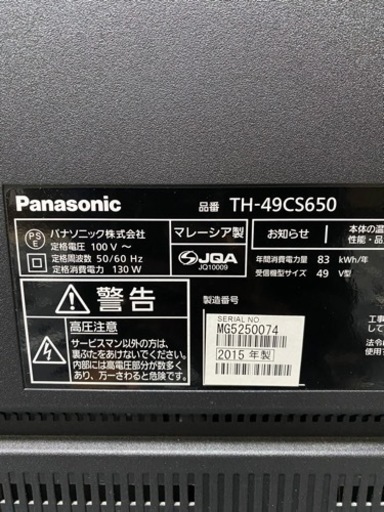 Panasonic
品番 TH-49CS650
PS
E
パナソニック株式会社
定格電圧 100 V ～
定格周波数 50/60 Hz
定格消費電力 130 W
マレーシア製
JQA
JQ10009
お知らせ
本体の温
性能・品
年間消費電力量 83 kWh/年
受信機型サイズ 49 V型
警告
高圧注意
サービスマン以外の方は、
裏ぶたをあけないでください。
内部には高電圧部分が数多く
あり、万一さわると危険です。
製造番号
SERIAL NO.
MG5250074
2015 年製
工事
して
法令
使用